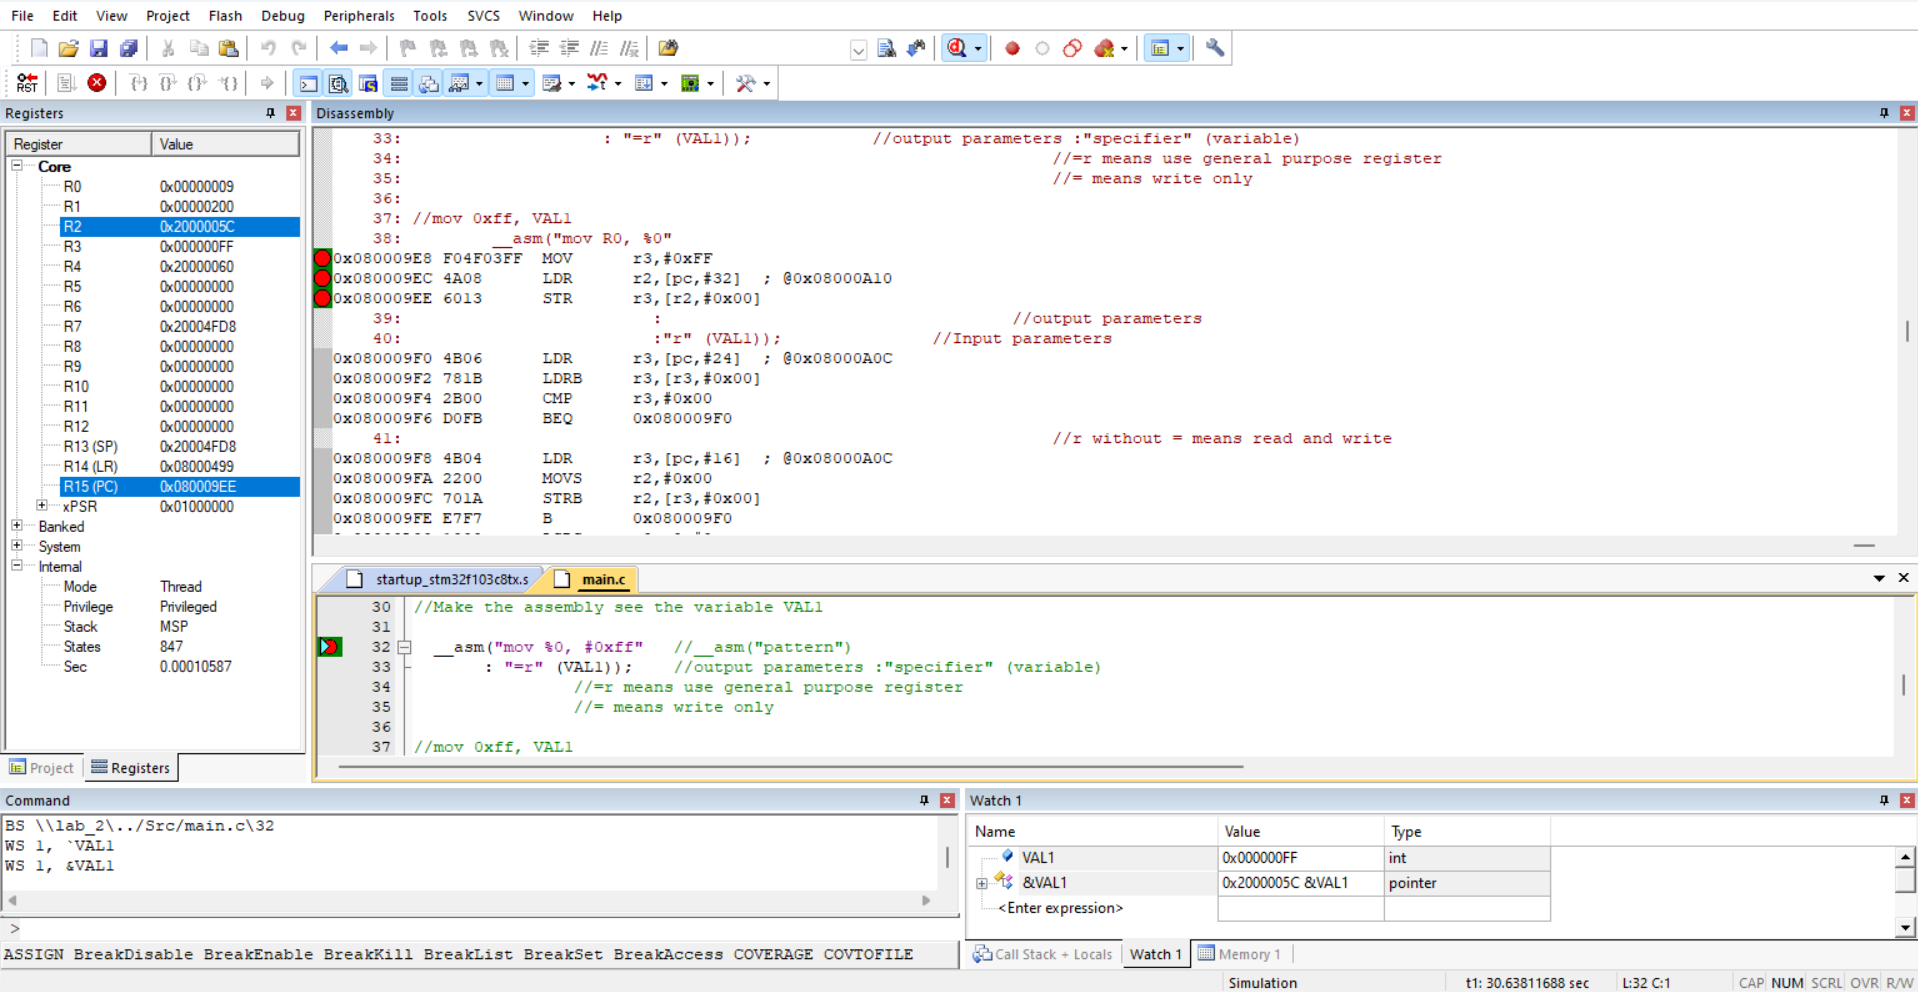 File Edit View Project Flash Debug Peripherals Tools SVCS Window Help
RST
Registers
Register Value
Core
R0 0x00000009
R1 0x00000200
R2 0x2000005C
R3 0x000000FF
R4 0x20000060
R5 0x00000000
R6 0x00000000
R7 0x20004FD8
R8 0x00000000
R9 0x00000000
R10 0x00000000
R11 0x00000000
R12 0x00000000
R13 (SP) 0x20004FD8
R14 (LR) 0x08000499
R15 (PC) 0x080009EE
xPSR 0x01000000
Banked
System
Internal
Mode Thread
Privilege Privileged
Stack MSP
States 847
Sec 0.00010587
Project Registers
Disassembly
33: : "=r" (VAL1)); //output parameters :"specifier" (variable)
34: //=r means use general purpose register
35: //= means write only
36:
37: //mov 0xff, VAL1
38: __asm("mov R0, %0"
0x080009E8 F04F03FF MOV r3,#0xFF
0x080009EC 4A08 LDR r2,[pc,#32] ; @0x08000A10
0x080009EE 6013 STR r3,[r2,#0x00]
39: : //output parameters
40: :"r" (VAL1)); //Input parameters
0x080009F0 4B06 LDR r3,[pc,#24] ; @0x08000A0C
0x080009F2 781B LDRB r3,[r3,#0x00]
0x080009F4 2B00 CMP r3,#0x00
0x080009F6 D0FB BEQ 0x080009F0
41: //r without = means read and write
0x080009F8 4B04 LDR r3,[pc,#16] ; @0x08000A0C
0x080009FA 2200 MOVS r2,#0x00
0x080009FC 701A STRB r2,[r3,#0x00]
0x080009FE E7F7 B 0x080009F0
startup_stm32f103c8tx.s main.c
30 //Make the assembly see the variable VAL1
31
32 __asm("mov %0, #0xff" //__asm("pattern")
33 : "=r" (VAL1)); //output parameters :"specifier" (variable)
34 //=r means use general purpose register
35 //= means write only
36
37 //mov 0xff, VAL1
Command
BS \\lab_2\../Src/main.c\32
WS 1, `VAL1
WS 1, &VAL1
>
ASSIGN BreakDisable BreakEnable BreakKill BreakList BreakSet BreakAccess COVERAGE COVTOFILE
Watch 1
Name Value Type
VAL1 0x000000FF int
&VAL1 0x2000005C &VAL1 pointer
<Enter expression>
Call Stack + Locals Watch 1 Memory 1
Simulation t1: 30.63811688 sec L:32 C:1 CAP NUM SCRL OVR R/W